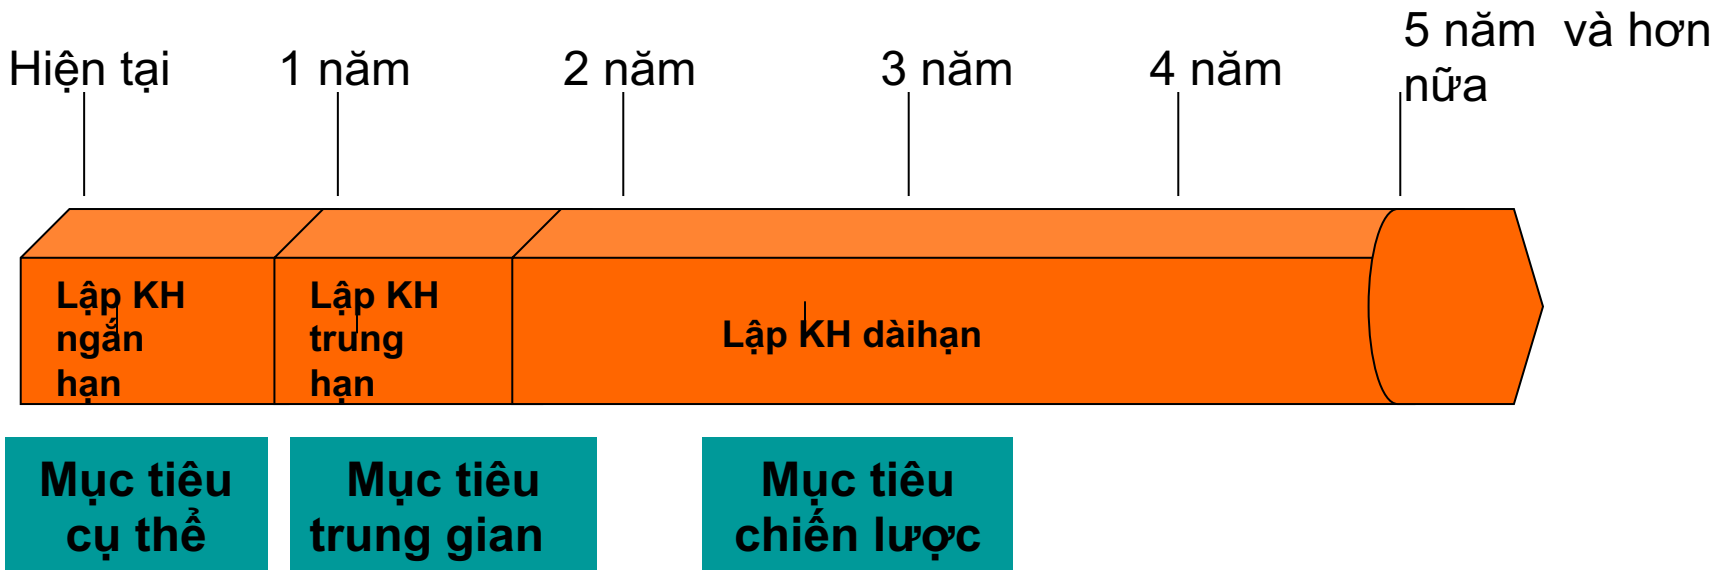 Hiện tại
1 năm
2 năm
3 năm
4 năm
5 năm và hơn
nữa
Lập KH
ngắn
hạn
Lập KH
trung
hạn
Lập KH dàihạn
Mục tiêu
cụ thể
Mục tiêu
trung gian
Mục tiêu
chiến lược